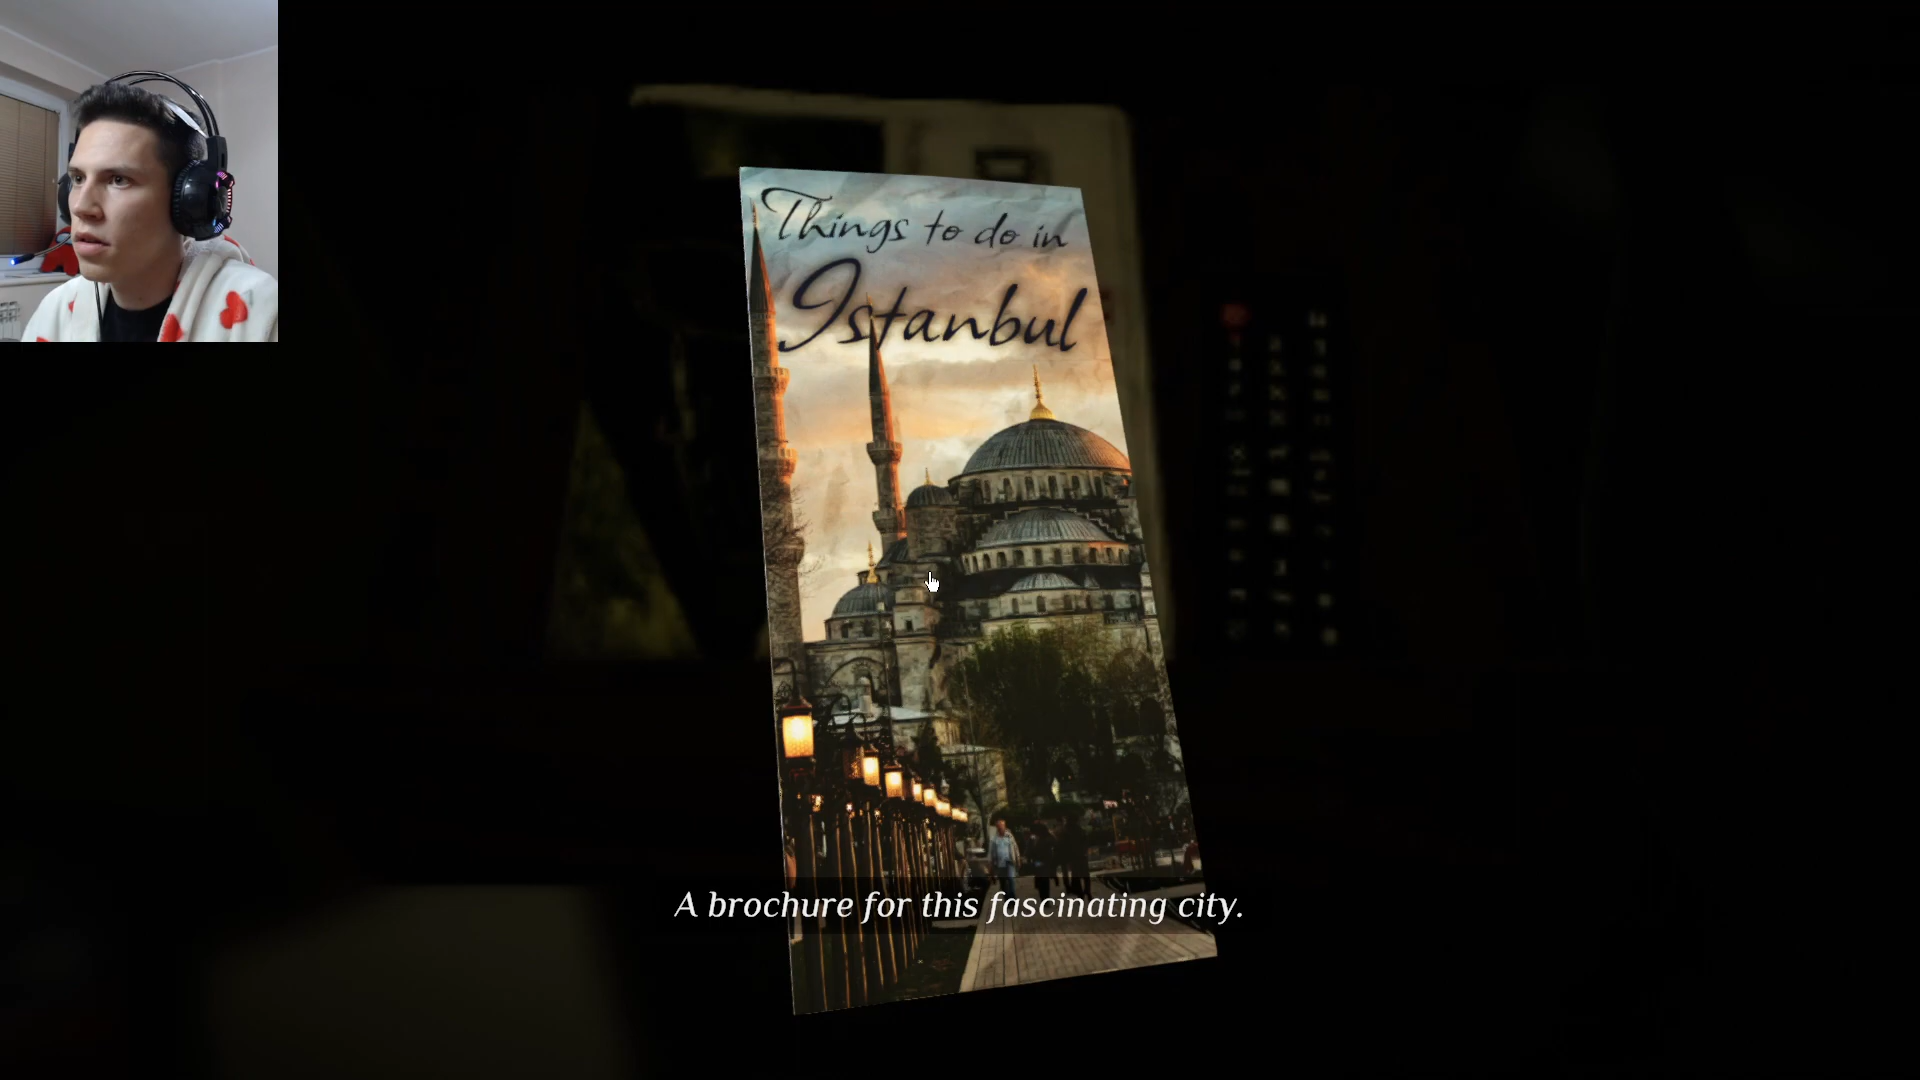 Things to do in
Istanbul
A brochure for this fascinating city.